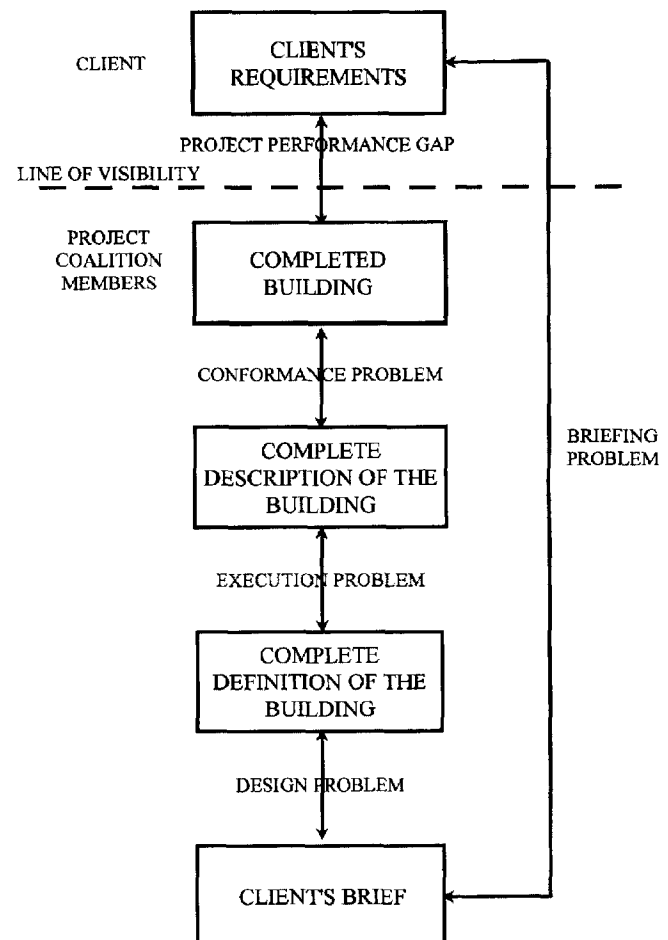 CLIENT
CLIENT'S
REQUIREMENTS
PROJECT PERFORMANCE GAP
LINE OF VISIBILITY
PROJECT
COALITION
MEMBERS
COMPLETED
BUILDING
CONFORMANCE PROBLEM
BRIEFING
PROBLEM
COMPLETE
DESCRIPTION OF THE
BUILDING
EXECUTION PROBLEM
COMPLETE
DEFINITION OF THE
BUILDING
DESIGN PROBLEM
CLIENT'S BRIEF